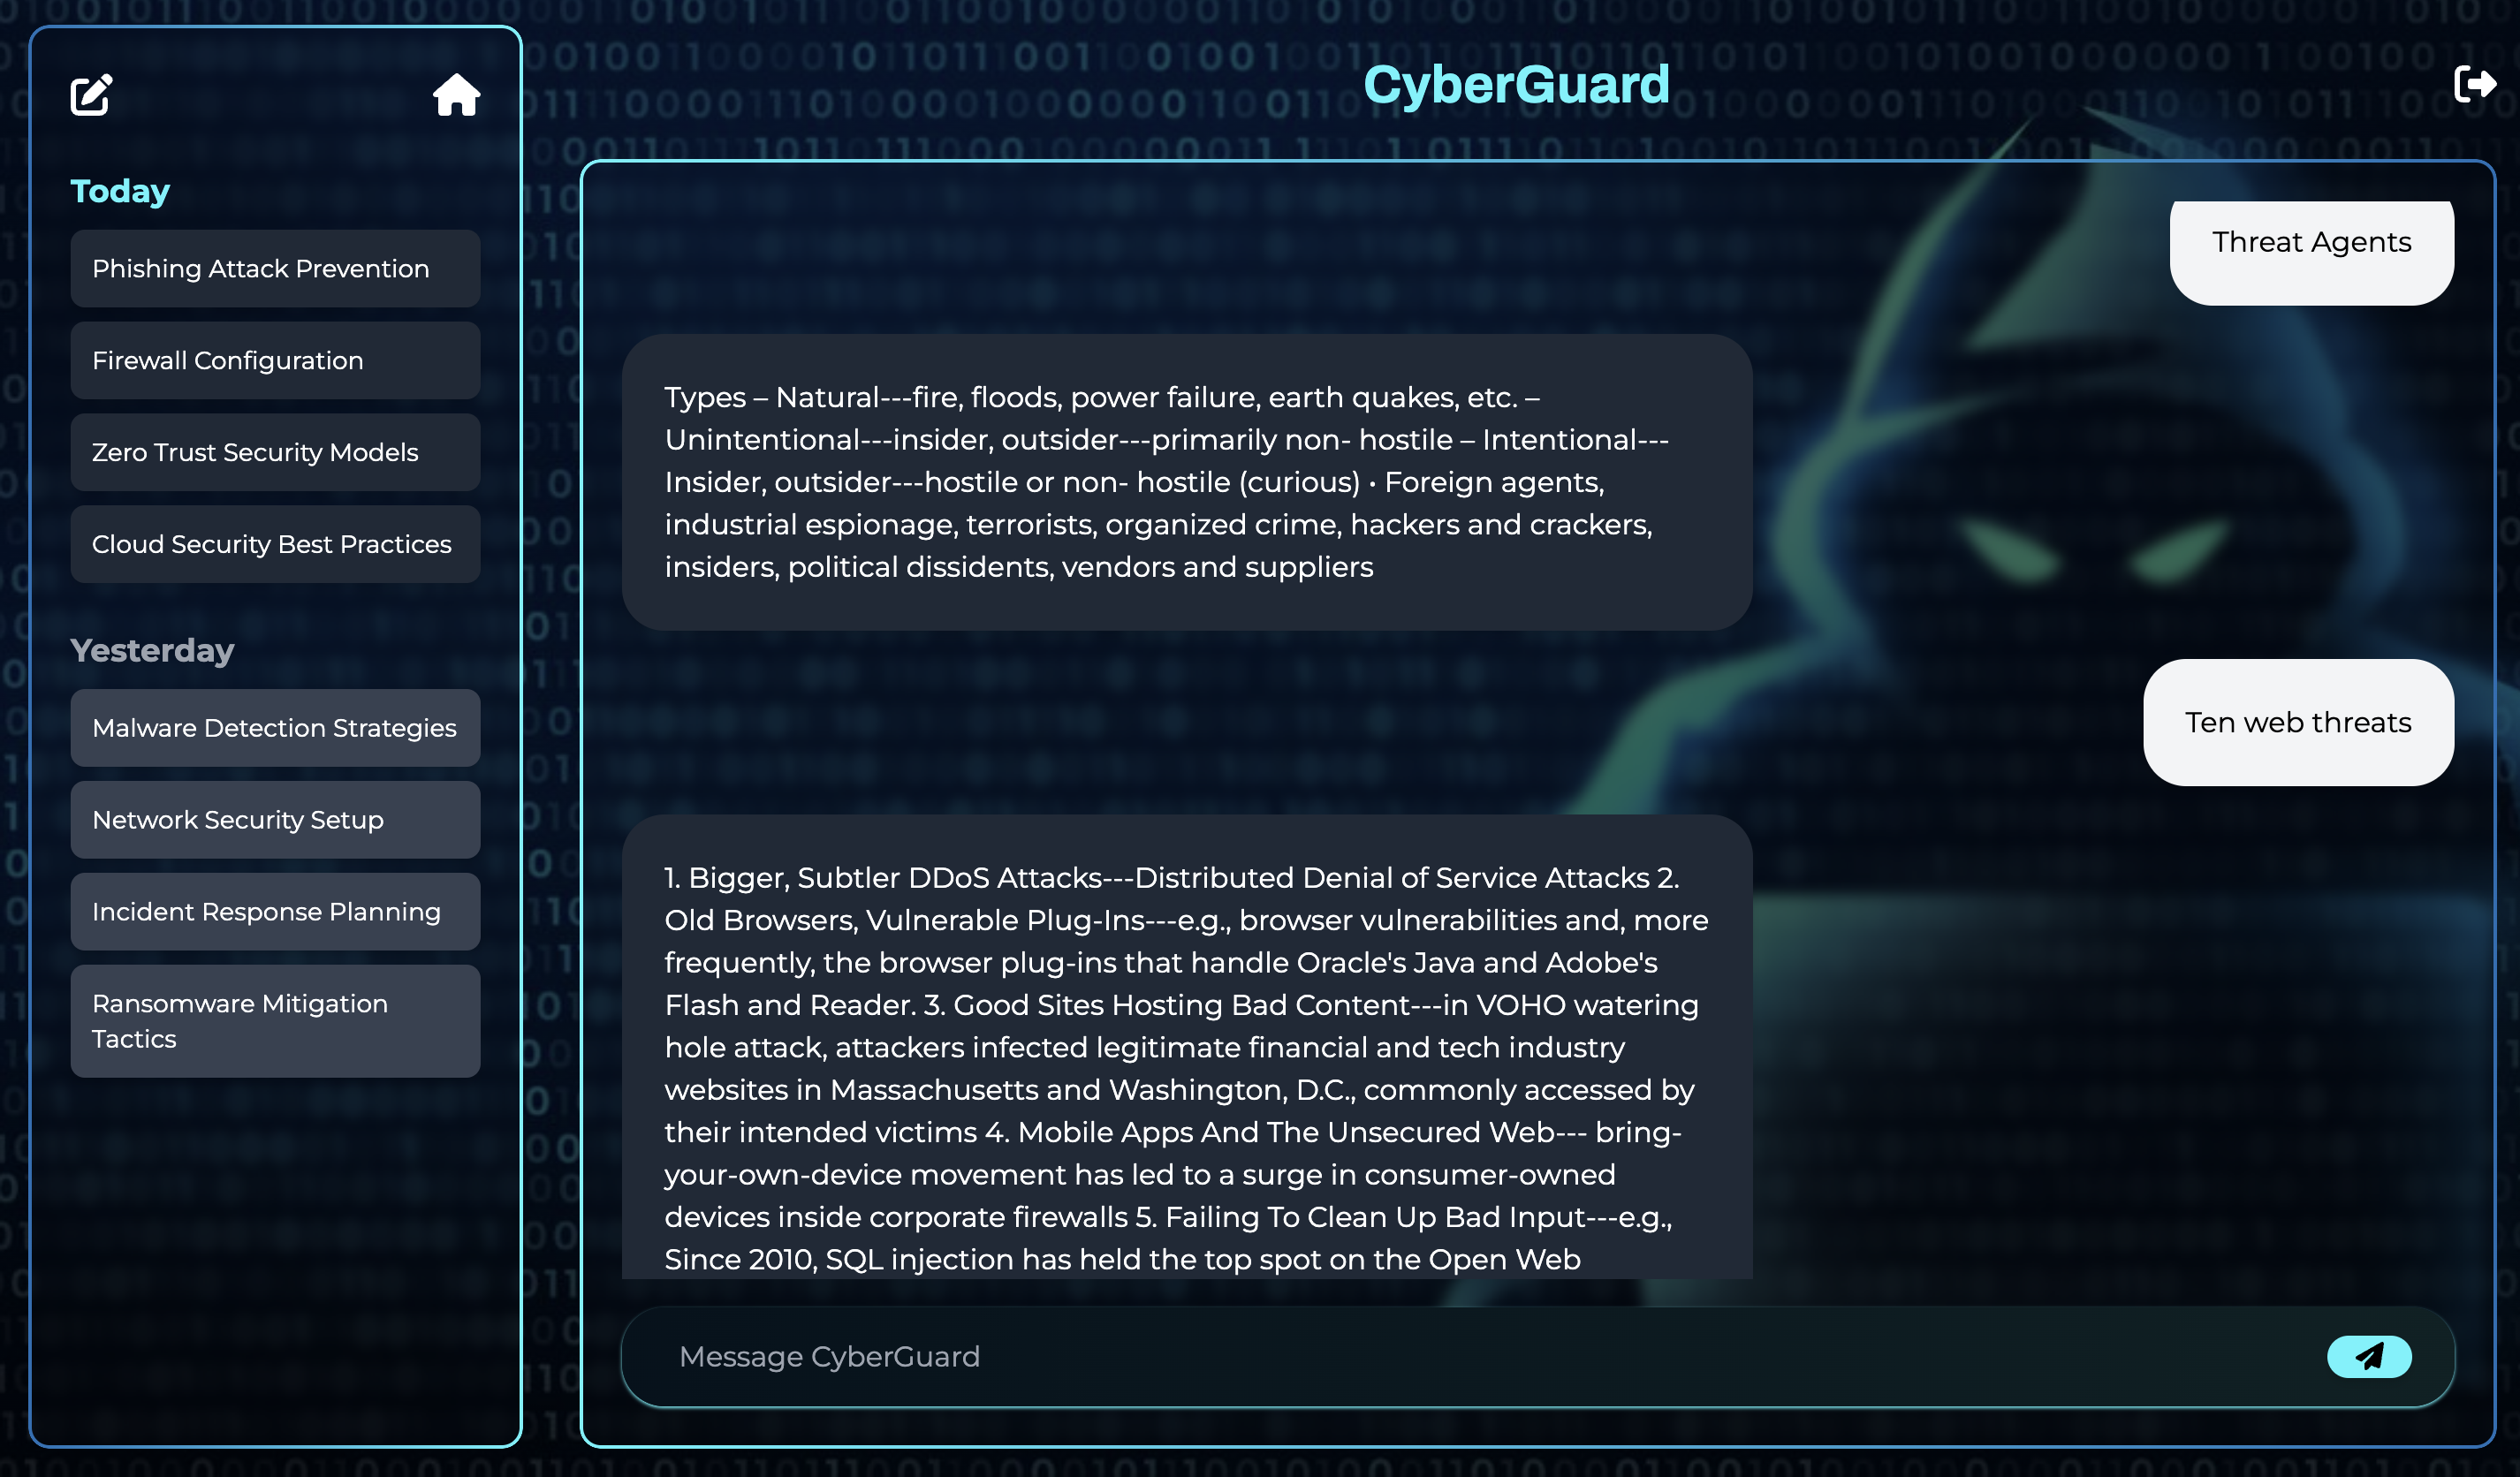 CyberGuard
Today
Phishing Attack Prevention
Firewall Configuration
Zero Trust Security Models
Cloud Security Best Practices
Yesterday
Malware Detection Strategies
Network Security Setup
Incident Response Planning
Ransomware Mitigation
Tactics
Threat Agents
Types – Natural---fire, floods, power failure, earth quakes, etc. –
Unintentional---insider, outsider---primarily non- hostile – Intentional---
Insider, outsider---hostile or non- hostile (curious) • Foreign agents,
industrial espionage, terrorists, organized crime, hackers and crackers,
insiders, political dissidents, vendors and suppliers
Ten web threats
1. Bigger, Subtler DDoS Attacks---Distributed Denial of Service Attacks 2.
Old Browsers, Vulnerable Plug-Ins---e.g., browser vulnerabilities and, more
frequently, the browser plug-ins that handle Oracle's Java and Adobe's
Flash and Reader. 3. Good Sites Hosting Bad Content---in VOHO watering
hole attack, attackers infected legitimate financial and tech industry
websites in Massachusetts and Washington, D.C., commonly accessed by
their intended victims 4. Mobile Apps And The Unsecured Web--- bring-
your-own-device movement has led to a surge in consumer-owned
devices inside corporate firewalls 5. Failing To Clean Up Bad Input---e.g.,
Since 2010, SQL injection has held the top spot on the Open Web
Message CyberGuard